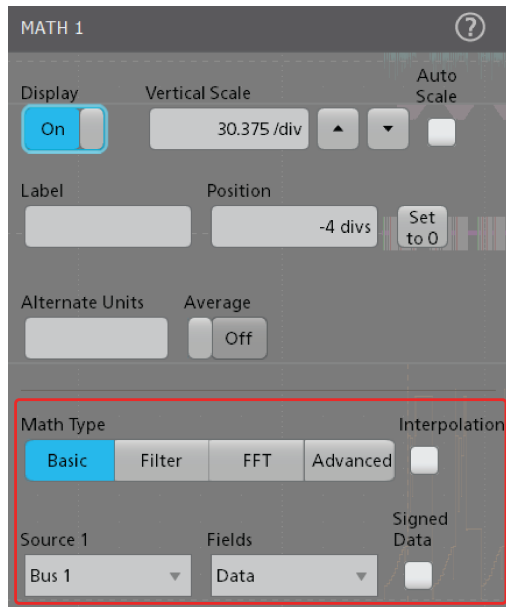 MATH 1 ?
Display Vertical Scale Auto Scale
On 30.375 /div
Label Position
-4 divs Set to 0
Alternate Units Average
Off
Math Type Interpolation
Basic Filter FFT Advanced
Source 1 Fields Signed Data
Bus 1 Data